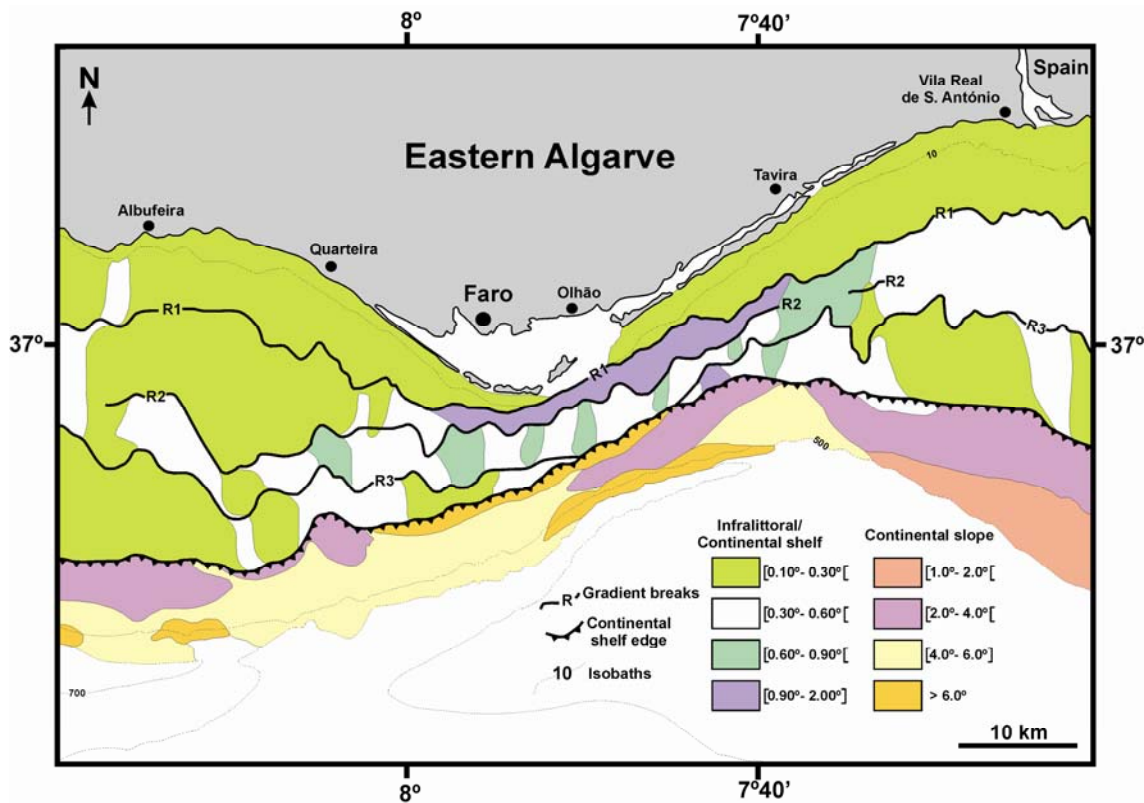 8º
7º40’
N
Spain
Vila Real
de S. António
Eastern Algarve
10
Tavira
Albufeira
R1
Quarteira
Faro
Olhão
R2
R2
R1
R3
37º
37º
R1
R2
500
R3
Infralittoral/
Continental shelf
Continental slope
[0.10º- 0.30º[
[1.0º- 2.0º[
R Gradient breaks
[0.30º- 0.60º[
[2.0º- 4.0º[
Continental
shelf edge
[0.60º- 0.90º[
[4.0º- 6.0º]
10 Isobaths
[0.90º- 2.00º]
> 6.0º
700
10 km
8º
7º40’